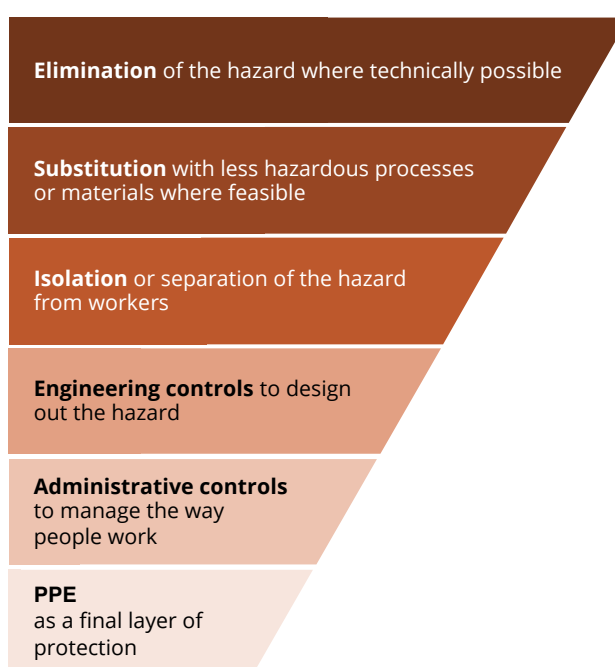 Elimination of the hazard where technically possible
Substitution with less hazardous processes
or materials where feasible
Isolation or separation of the hazard
from workers
Engineering controls to design
out the hazard
Administrative controls
to manage the way
people work
PPE
as a final layer of
protection